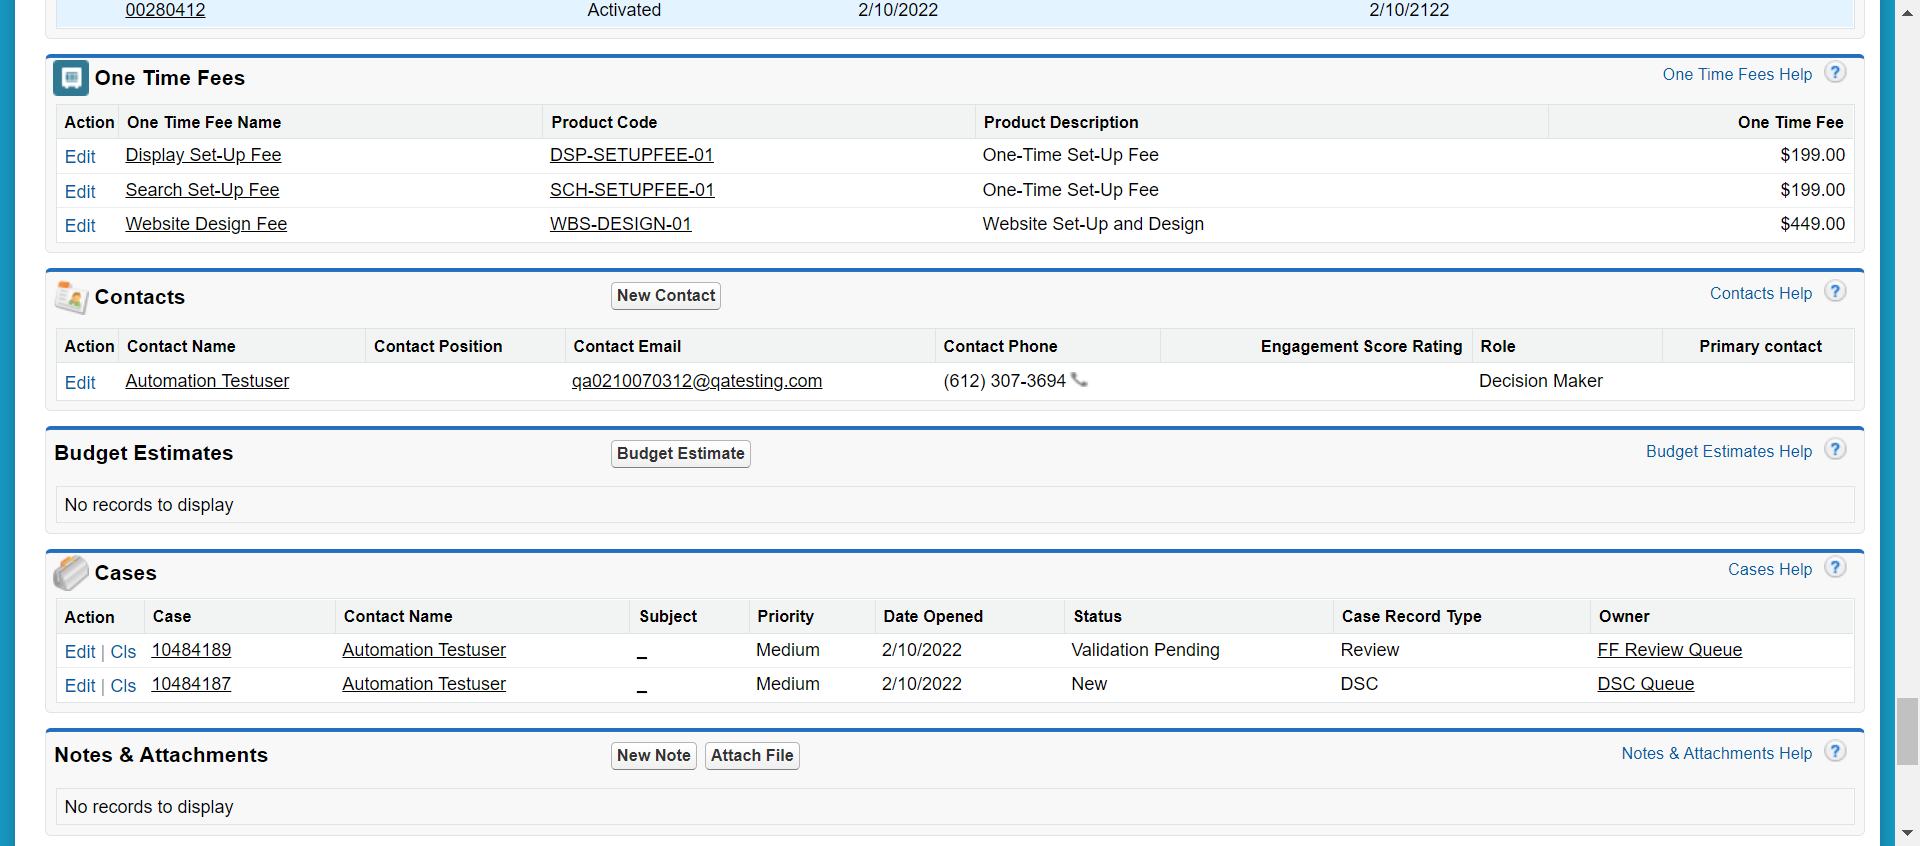 00280412 Activated 2/10/2022 2/10/2122
One Time Fees One Time Fees Help ?
Action One Time Fee Name Product Code Product Description One Time Fee
Edit Display Set-Up Fee DSP-SETUPFEE-01 One-Time Set-Up Fee $199.00
Edit Search Set-Up Fee SCH-SETUPFEE-01 One-Time Set-Up Fee $199.00
Edit Website Design Fee WBS-DESIGN-01 Website Set-Up and Design $449.00
Contacts New Contact Contacts Help ?
Action Contact Name Contact Position Contact Email Contact Phone Engagement Score Rating Role Primary contact
Edit Automation Testuser qa0210070312@qatesting.com (612) 307-3694 Decision Maker
Budget Estimates Budget Estimate Budget Estimates Help ?
No records to display
Cases Cases Help ?
Action Case Contact Name Subject Priority Date Opened Status Case Record Type Owner
Edit | Cls 10484189 Automation Testuser _ Medium 2/10/2022 Validation Pending Review FF Review Queue
Edit | Cls 10484187 Automation Testuser _ Medium 2/10/2022 New DSC DSC Queue
Notes & Attachments New Note Attach File Notes & Attachments Help ?
No records to display